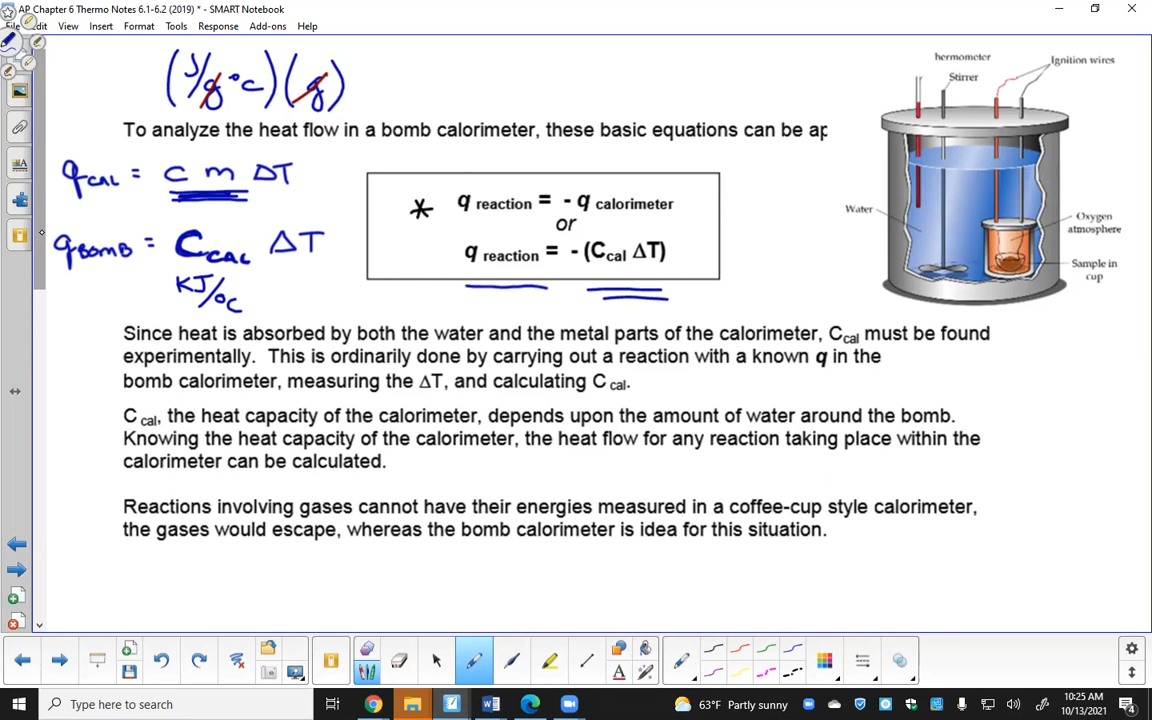 AP Chapter 6 Thermo Notes 6.1-6.2 (2019) * - SMART Notebook
File Edit View Insert Format Tools Response Add-ons Help
(J/g°C)(g)
To analyze the heat flow in a bomb calorimeter, these basic equations can be ap
qCAL = c m ΔT
qBOMB = CCAL ΔT
KJ/°C
* q reaction = - q calorimeter
or
q reaction = - (Ccal ΔT)
thermometer
Stirrer
Ignition wires
Water
Oxygen
atmosphere
Sample in
cup
Since heat is absorbed by both the water and the metal parts of the calorimeter, Ccal must be found
experimentally. This is ordinarily done by carrying out a reaction with a known q in the
bomb calorimeter, measuring the ΔT, and calculating C cal.
C cal, the heat capacity of the calorimeter, depends upon the amount of water around the bomb.
Knowing the heat capacity of the calorimeter, the heat flow for any reaction taking place within the
calorimeter can be calculated.
Reactions involving gases cannot have their energies measured in a coffee-cup style calorimeter,
the gases would escape, whereas the bomb calorimeter is idea for this situation.
Type here to search
63°F Partly sunny
10:25 AM
10/13/2021
4